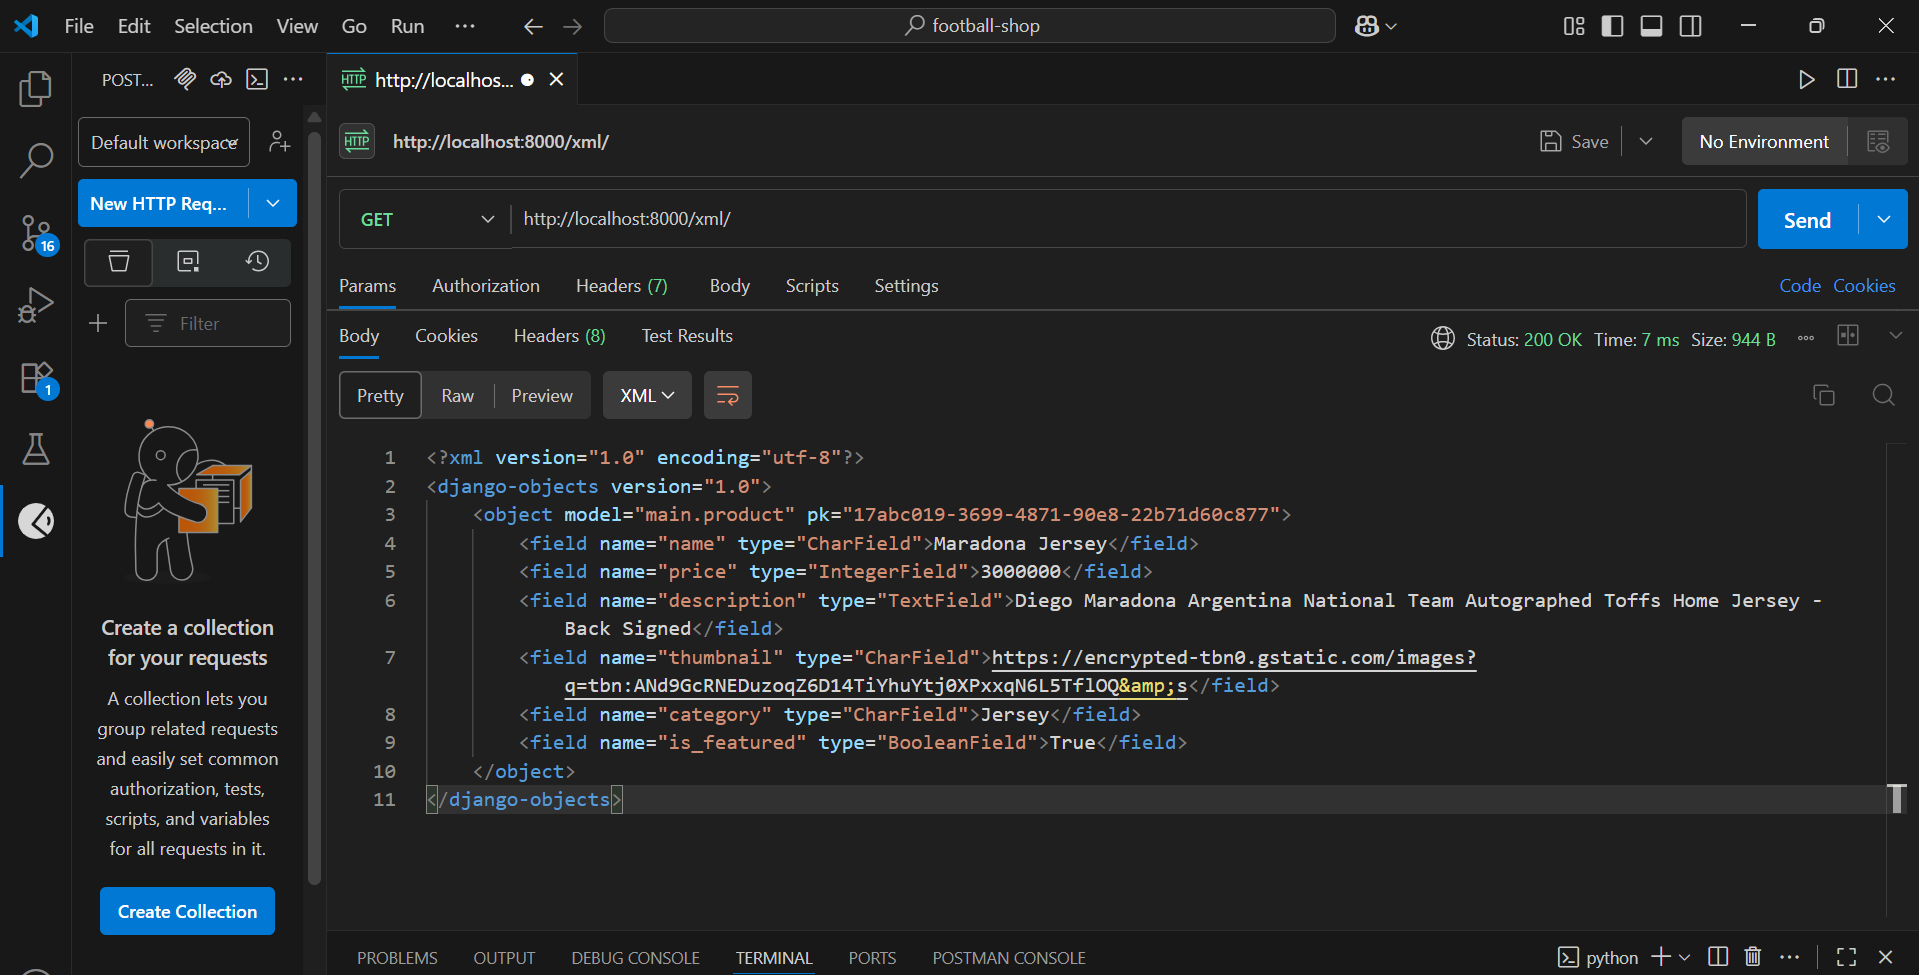 File Edit Selection View Go Run
football-shop
POST...
http://localhos...
Default workspace
HTTP http://localhost:8000/xml/
Save
No Environment
New HTTP Req...
GET http://localhost:8000/xml/
Send
16
Filter
Params Authorization Headers (7) Body Scripts Settings
Code Cookies
Body Cookies Headers (8) Test Results
Status: 200 OK Time: 7 ms Size: 944 B
1
Pretty Raw Preview XML
1 <?xml version="1.0" encoding="utf-8"?>
2 <django-objects version="1.0">
3 <object model="main.product" pk="17abc019-3699-4871-90e8-22b71d60c877">
4 <field name="name" type="CharField">Maradona Jersey</field>
5 <field name="price" type="IntegerField">3000000</field>
6 <field name="description" type="TextField">Diego Maradona Argentina National Team Autographed Toffs Home Jersey -
Back Signed</field>
7 <field name="thumbnail" type="CharField">https://encrypted-tbn0.gstatic.com/images?
q=tbn:ANd9GcRNEDuzoqZ6D14TiYhuYtj0XPxxqN6L5TflOQ&amp;s</field>
8 <field name="category" type="CharField">Jersey</field>
9 <field name="is_featured" type="BooleanField">True</field>
10 </object>
11 </django-objects>
Create a collection
for your requests
A collection lets you
group related requests
and easily set common
authorization, tests,
scripts, and variables
for all requests in it.
Create Collection
PROBLEMS OUTPUT DEBUG CONSOLE TERMINAL PORTS POSTMAN CONSOLE
python